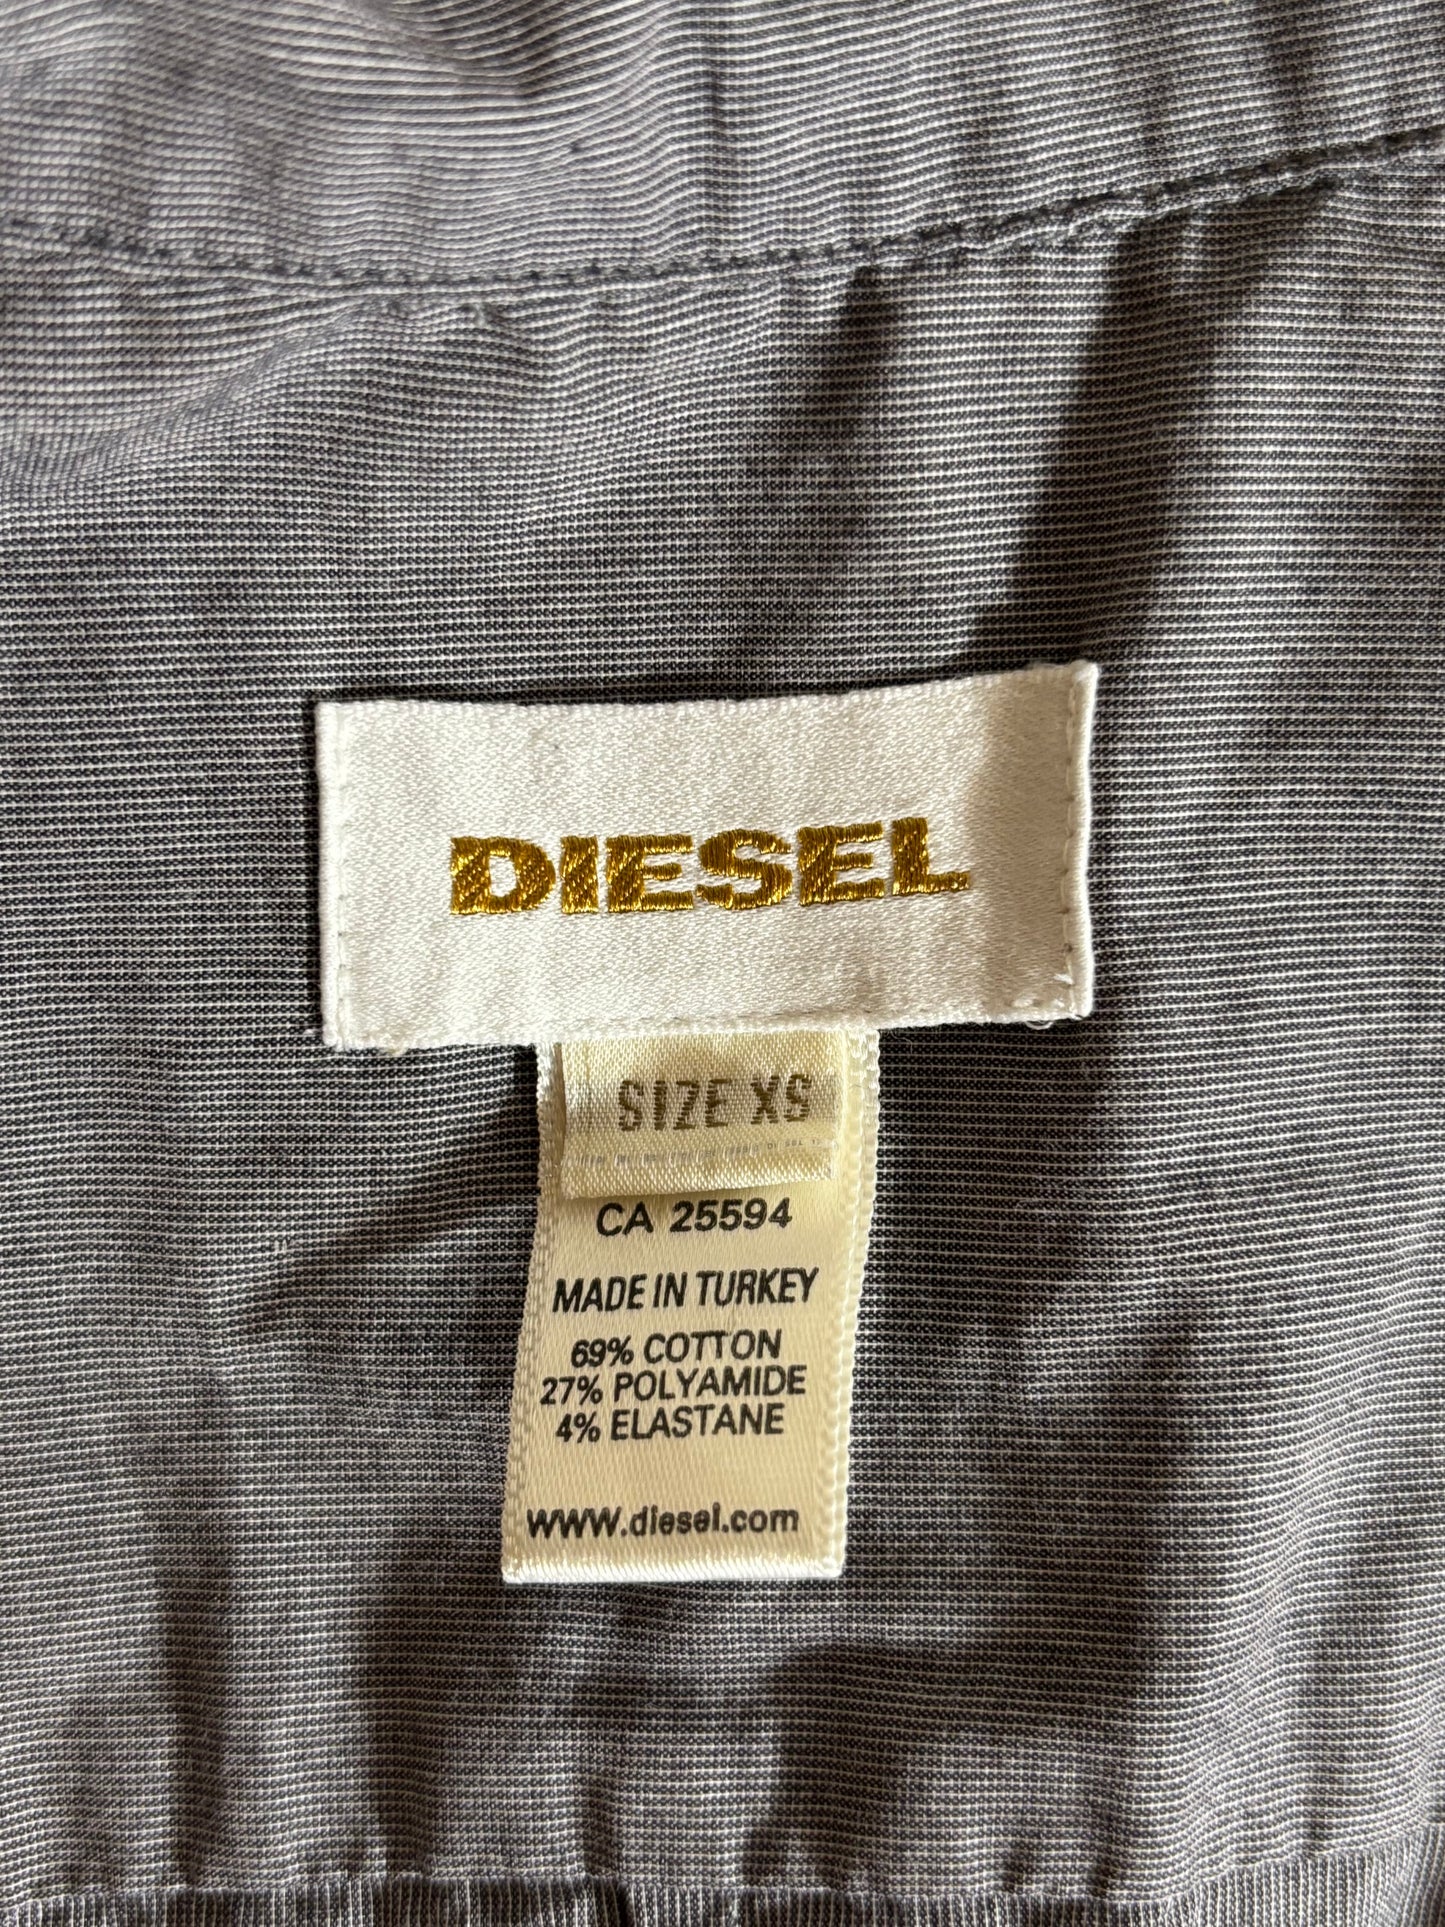 DIESEL
SIZE XS
CA 25594
MADE IN TURKEY
69% COTTON
27% POLYAMIDE
4% ELASTANE
www.diesel.com